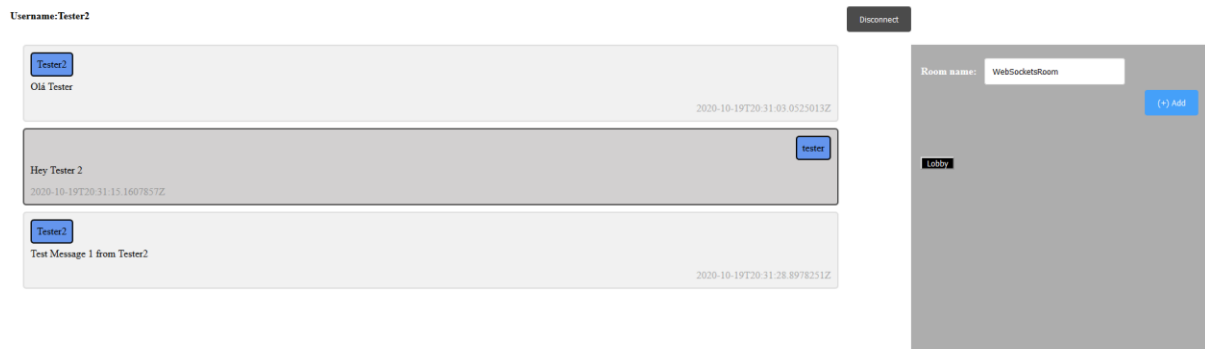 Username:Tester2
Disconnect
Tester2
Olá Tester
2020-10-19T20:31:03.0525013Z
tester
Hey Tester 2
2020-10-19T20:31:15.1607857Z
Tester2
Test Message 1 from Tester2
2020-10-19T20:31:28.8978251Z
Room name:
WebSocketsRoom
(+) Add
Lobby